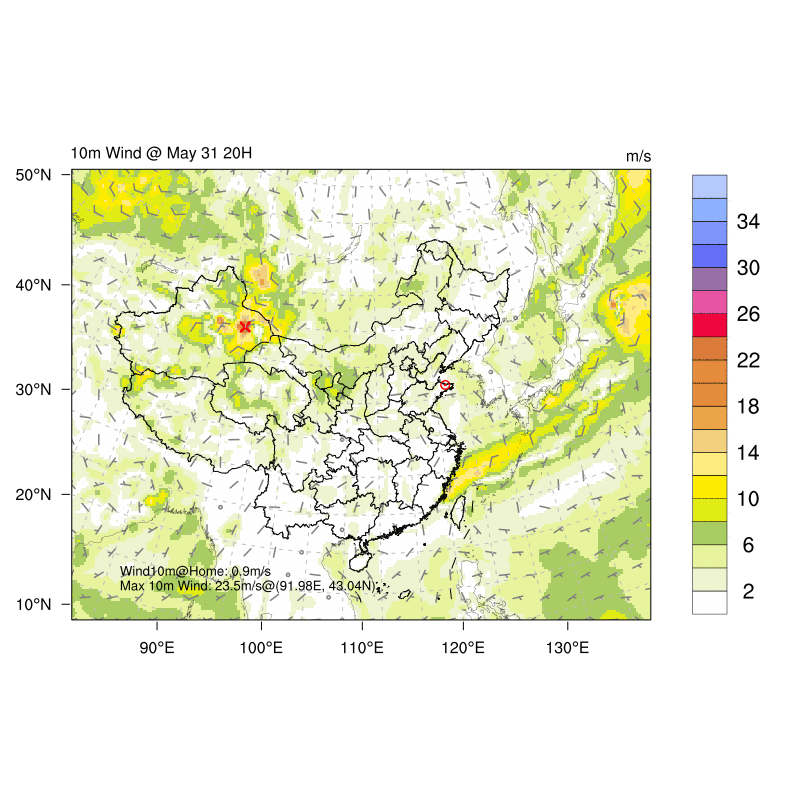 10m Wind @ May 31 20H
m/s
50°N
40°N
30°N
20°N
10°N
90°E
100°E
110°E
120°E
130°E
Wind10m@Home: 0.9m/s
Max 10m Wind: 23.5m/s@(91.98E, 43.04N)
34
30
26
22
18
14
10
6
2